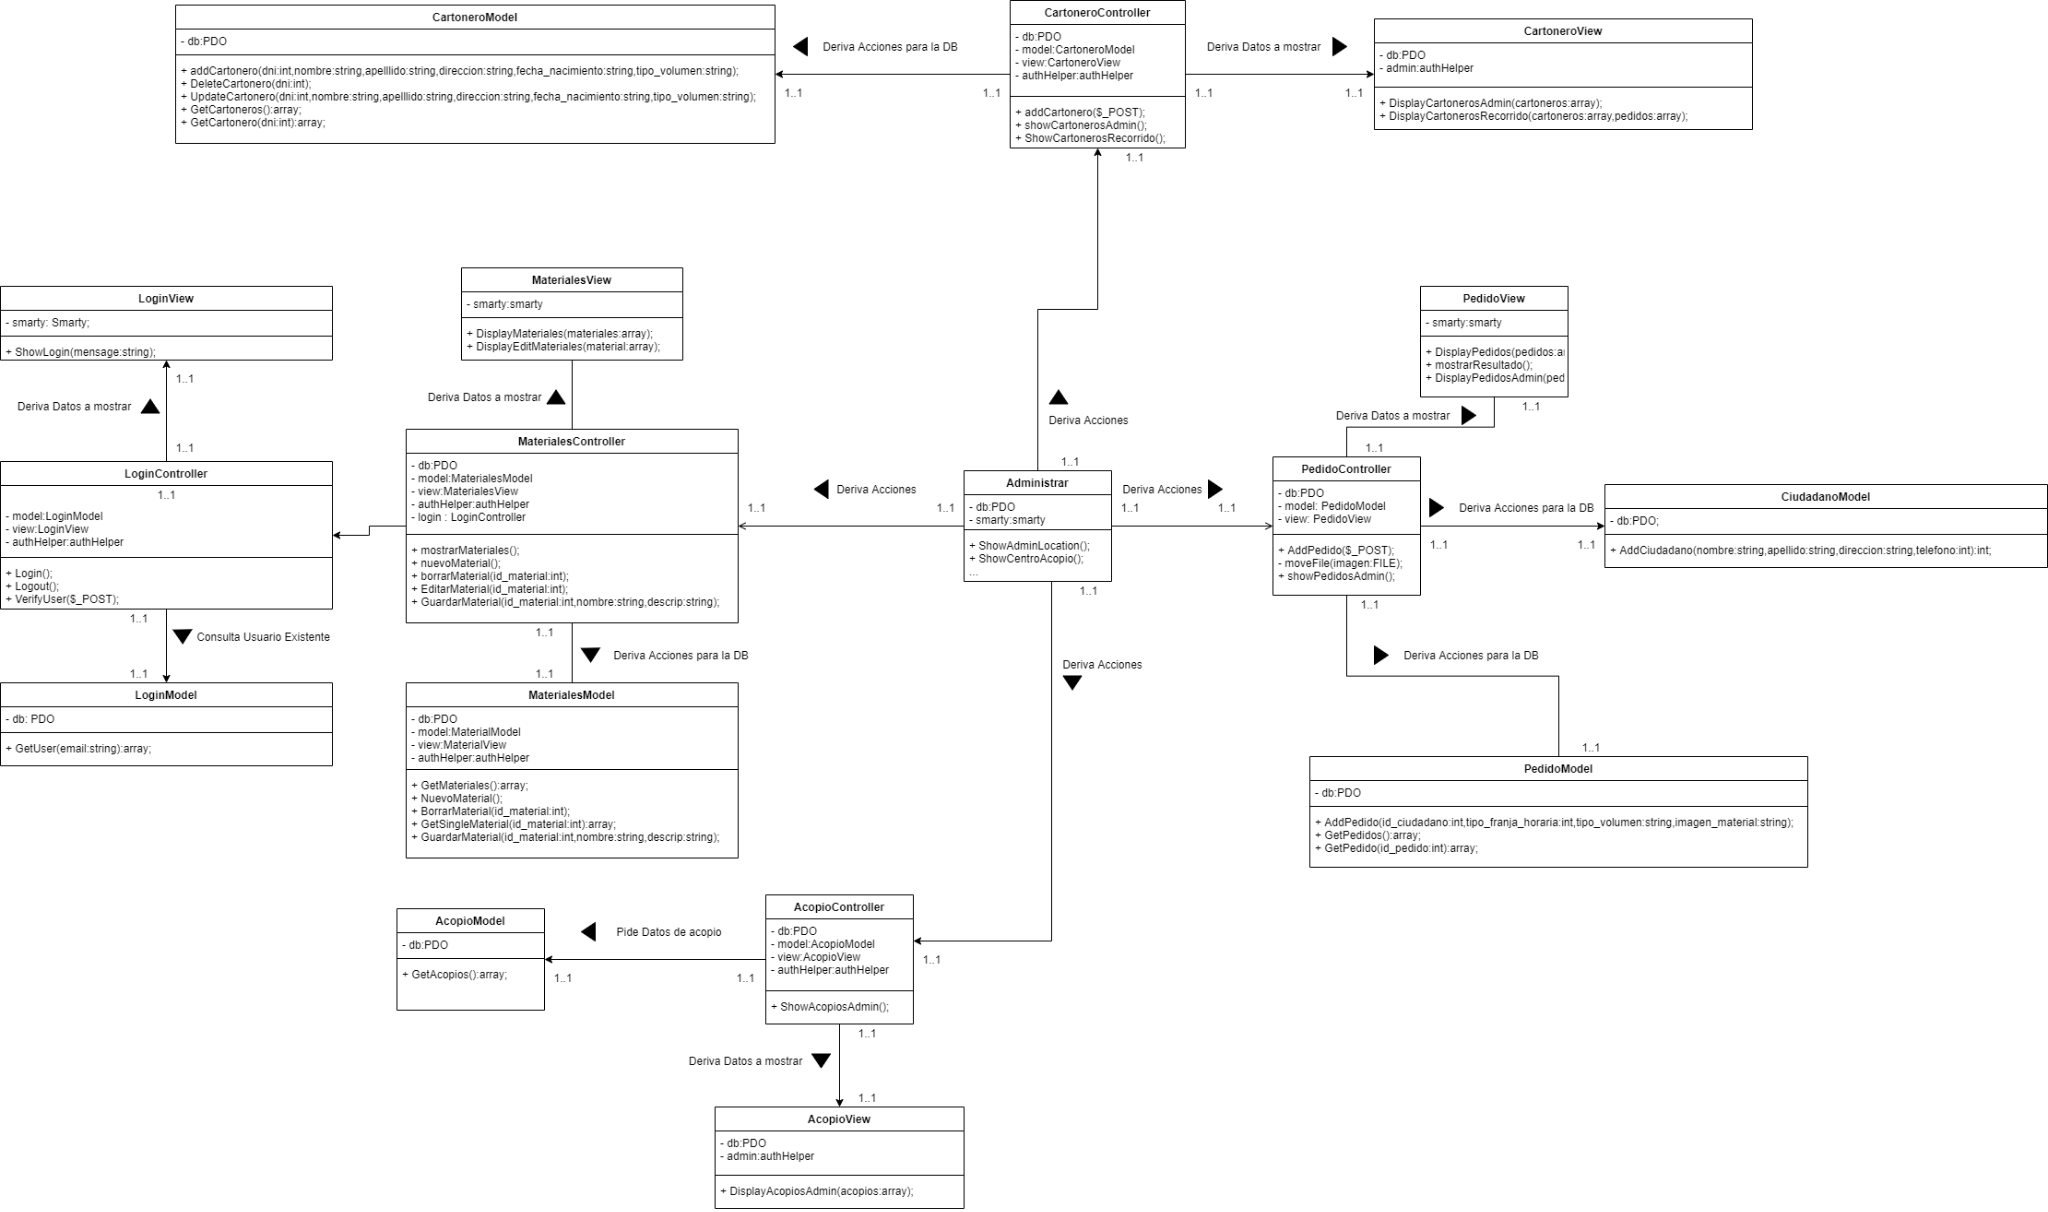 CartoneroModel
- db:PDO
+ addCartonero(dni:int,nombre:string,apelllido:string,direccion:string,fecha_nacimiento:string,tipo_volumen:string);
+ DeleteCartonero(dni:int);
+ UpdateCartonero(dni:int,nombre:string,apelllido:string,direccion:string,fecha_nacimiento:string,tipo_volumen:string);
+ GetCartoneros():array;
+ GetCartonero(dni:int):array;
Deriva Acciones para la DB
1..1
1..1
CartoneroController
- db:PDO
- model:CartoneroModel
- view:CartoneroView
- authHelper:authHelper
+ addCartonero($_POST);
+ showCartonerosAdmin();
+ ShowCartonerosRecorrido();
1..1
Deriva Datos a mostrar
1..1
1..1
CartoneroView
- db:PDO
- admin:authHelper
+ DisplayCartonerosAdmin(cartoneros:array);
+ DisplayCartonerosRecorrido(cartoneros:array,pedidos:array);
LoginView
- smarty: Smarty;
+ ShowLogin(mensage:string);
1..1
Deriva Datos a mostrar
1..1
LoginController
1..1
- model:LoginModel
- view:LoginView
- authHelper:authHelper
+ Login();
+ Logout();
+ VerifyUser($_POST);
1..1
Consulta Usuario Existente
1..1
LoginModel
- db: PDO
+ GetUser(email:string):array;
MaterialesView
- smarty:smarty
+ DisplayMateriales(materiales:array);
+ DisplayEditMateriales(material:array);
Deriva Datos a mostrar
MaterialesController
- db:PDO
- model:MaterialesModel
- view:MaterialesView
- authHelper:authHelper
- login : LoginController
+ mostrarMateriales();
+ nuevoMaterial();
+ borrarMaterial(id_material:int);
+ EditarMaterial(id_material:int);
+ GuardarMaterial(id_material:int,nombre:string,descrip:string);
1..1
Deriva Acciones para la DB
1..1
MaterialesModel
- db:PDO
- model:MaterialModel
- view:MaterialView
- authHelper:authHelper
+ GetMateriales():array;
+ NuevoMaterial();
+ BorrarMaterial(id_material:int);
+ GetSingleMaterial(id_material:int):array;
+ GuardarMaterial(id_material:int,nombre:string,descrip:string);
Deriva Acciones
1..1
1..1
Deriva Acciones
1..1
Administrar
- db:PDO
- smarty:smarty
+ ShowAdminLocation();
+ ShowCentroAcopio();
...
1..1
Deriva Acciones
Deriva Acciones
1..1
1..1
PedidoView
- smarty:smarty
+ DisplayPedidos(pedidos:a
+ mostrarResultado();
+ DisplayPedidosAdmin(ped
1..1
Deriva Datos a mostrar
1..1
PedidoController
- db:PDO
- model: PedidoModel
- view: PedidoView
+ AddPedido($_POST);
- moveFile(imagen:FILE);
+ showPedidosAdmin();
1..1
Deriva Acciones para la DB
1..1
1..1
CiudadanoModel
- db:PDO;
+ AddCiudadano(nombre:string,apellido:string,direccion:string,telefono:int):int;
Deriva Acciones para la DB
1..1
PedidoModel
- db:PDO
+ AddPedido(id_ciudadano:int,tipo_franja_horaria:int,tipo_volumen:string,imagen_material:string);
+ GetPedidos():array;
+ GetPedido(id_pedido:int):array;
AcopioModel
- db:PDO
+ GetAcopios():array;
Pide Datos de acopio
1..1
1..1
AcopioController
- db:PDO
- model:AcopioModel
- view:AcopioView
- authHelper:authHelper
+ ShowAcopiosAdmin();
1..1
1..1
Deriva Datos a mostrar
1..1
AcopioView
- db:PDO
- admin:authHelper
+ DisplayAcopiosAdmin(acopios:array);